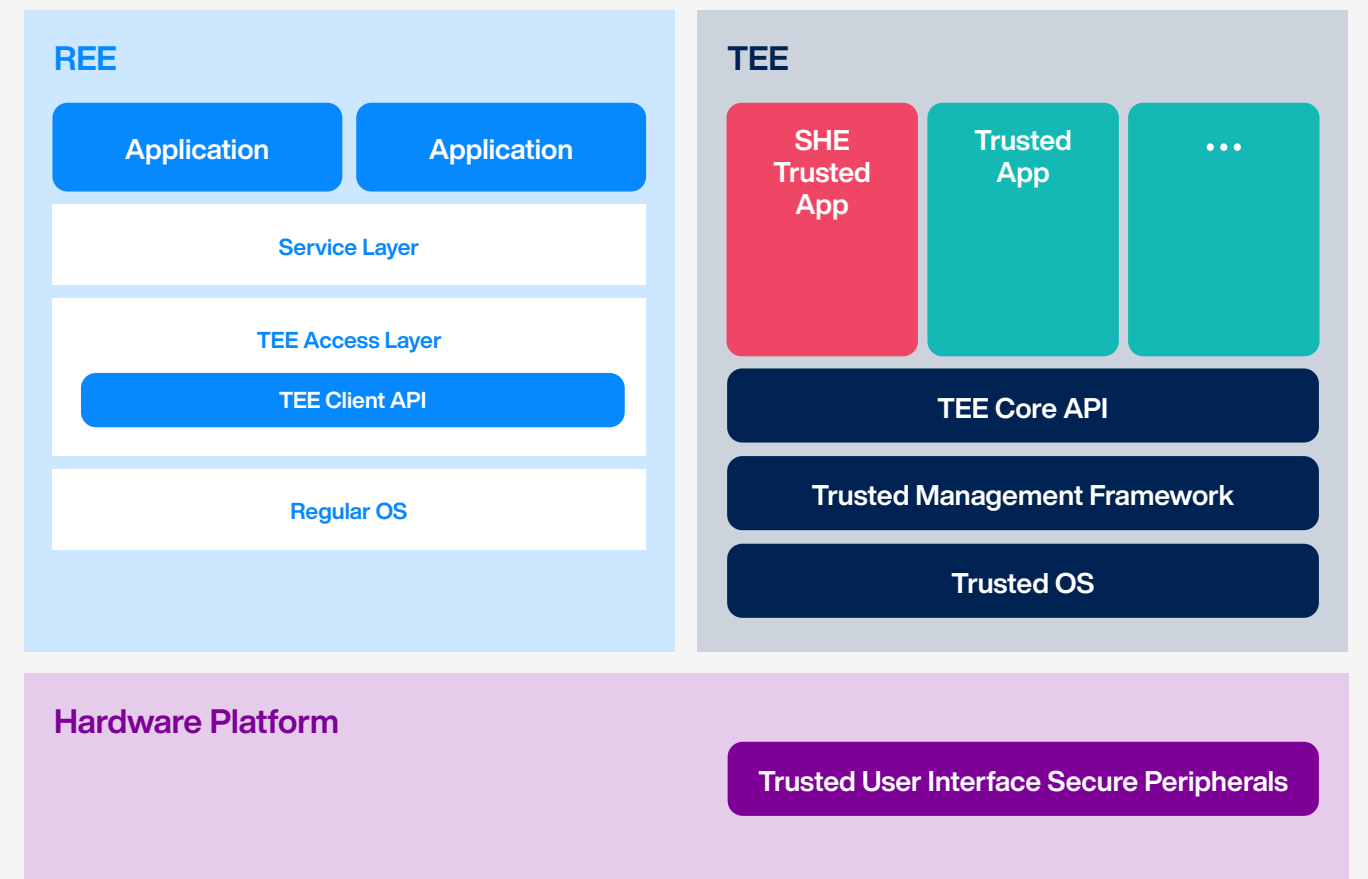 REE
Application
Application
Service Layer
TEE Access Layer
TEE Client API
Regular OS
TEE
SHE
Trusted
App
Trusted
App
...
TEE Core API
Trusted Management Framework
Trusted OS
Hardware Platform
Trusted User Interface Secure Peripherals